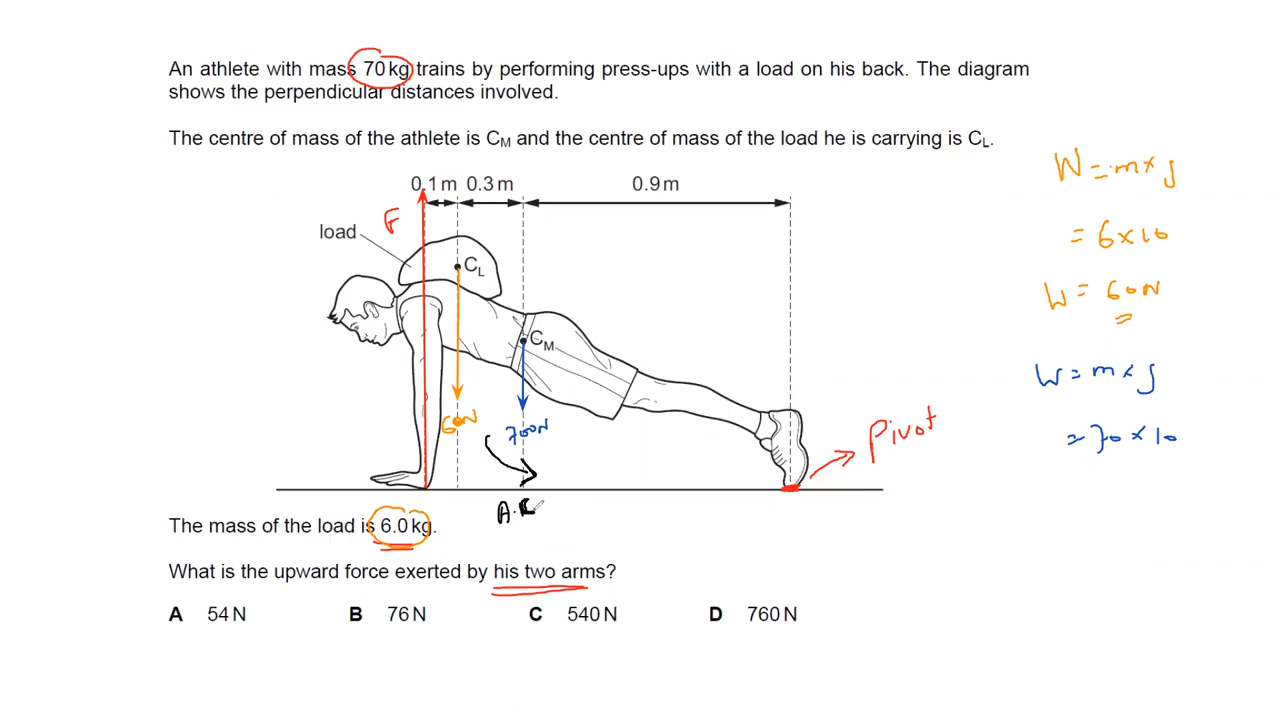 An athlete with mass 70 kg trains by performing press-ups with a load on his back. The diagram
shows the perpendicular distances involved.
The centre of mass of the athlete is CM and the centre of mass of the load he is carrying is CL.
W = m × g
0.1 m 0.3 m 0.9 m
F
load
= 6 × 10
CL
W = 60N
CM
W = m × g
60N
700N
Pivot
= 70 × 10
A.C
The mass of the load is 6.0 kg.
What is the upward force exerted by his two arms?
A 54 N B 76 N C 540 N D 760 N